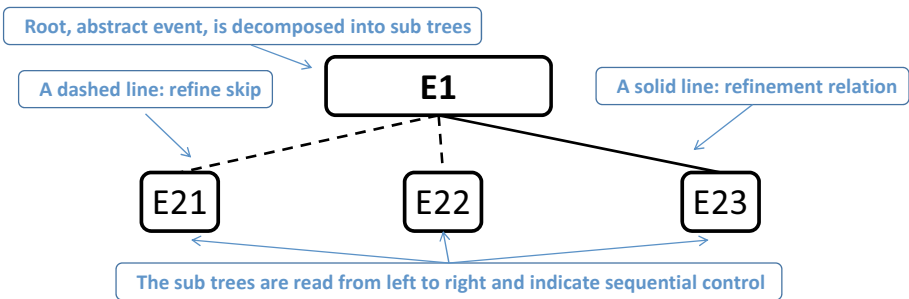 Root, abstract event, is decomposed into sub trees
A dashed line: refine skip
E1
A solid line: refinement relation
E21
E22
E23
The sub trees are read from left to right and indicate sequential control